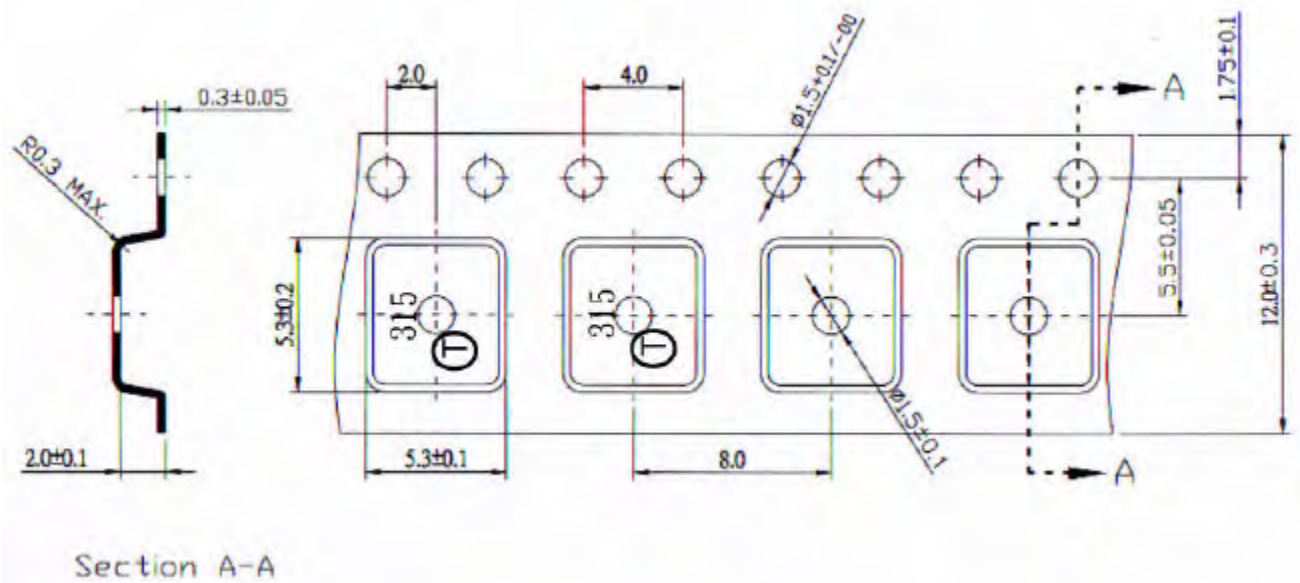 2.0
4.0
Ø1.5+0.1/-00
A
1.75±0.1
0.3±0.05
R0.3 MAX.
5.3±0.2
315
T
315
T
5.5±0.05
12.0±0.3
Ø1.5±0.1
2.0±0.1
5.3±0.1
8.0
A
Section A-A